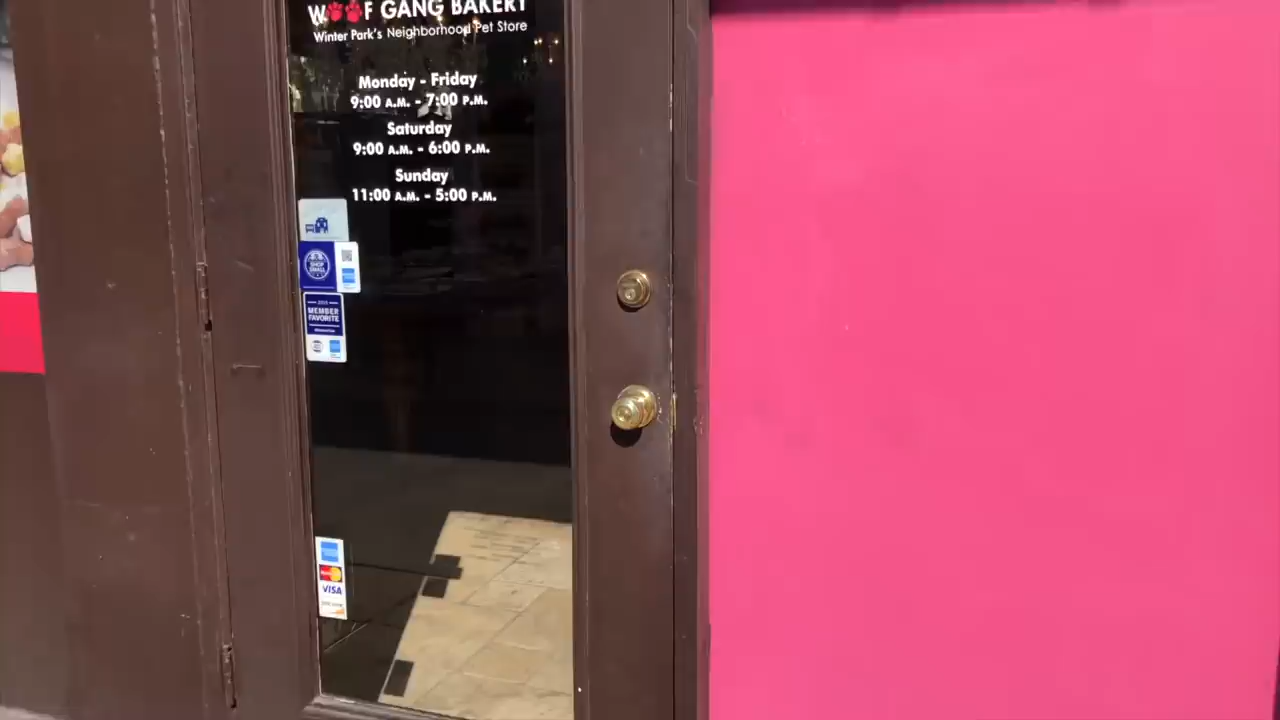 WOOF GANG BAKERY
Winter Park's Neighborhood Pet Store
Monday - Friday
9:00 A.M. - 7:00 P.M.
Saturday
9:00 A.M. - 6:00 P.M.
Sunday
11:00 A.M. - 5:00 P.M.
SHOP
SMALL
MEMBER
FAVORITE
VISA